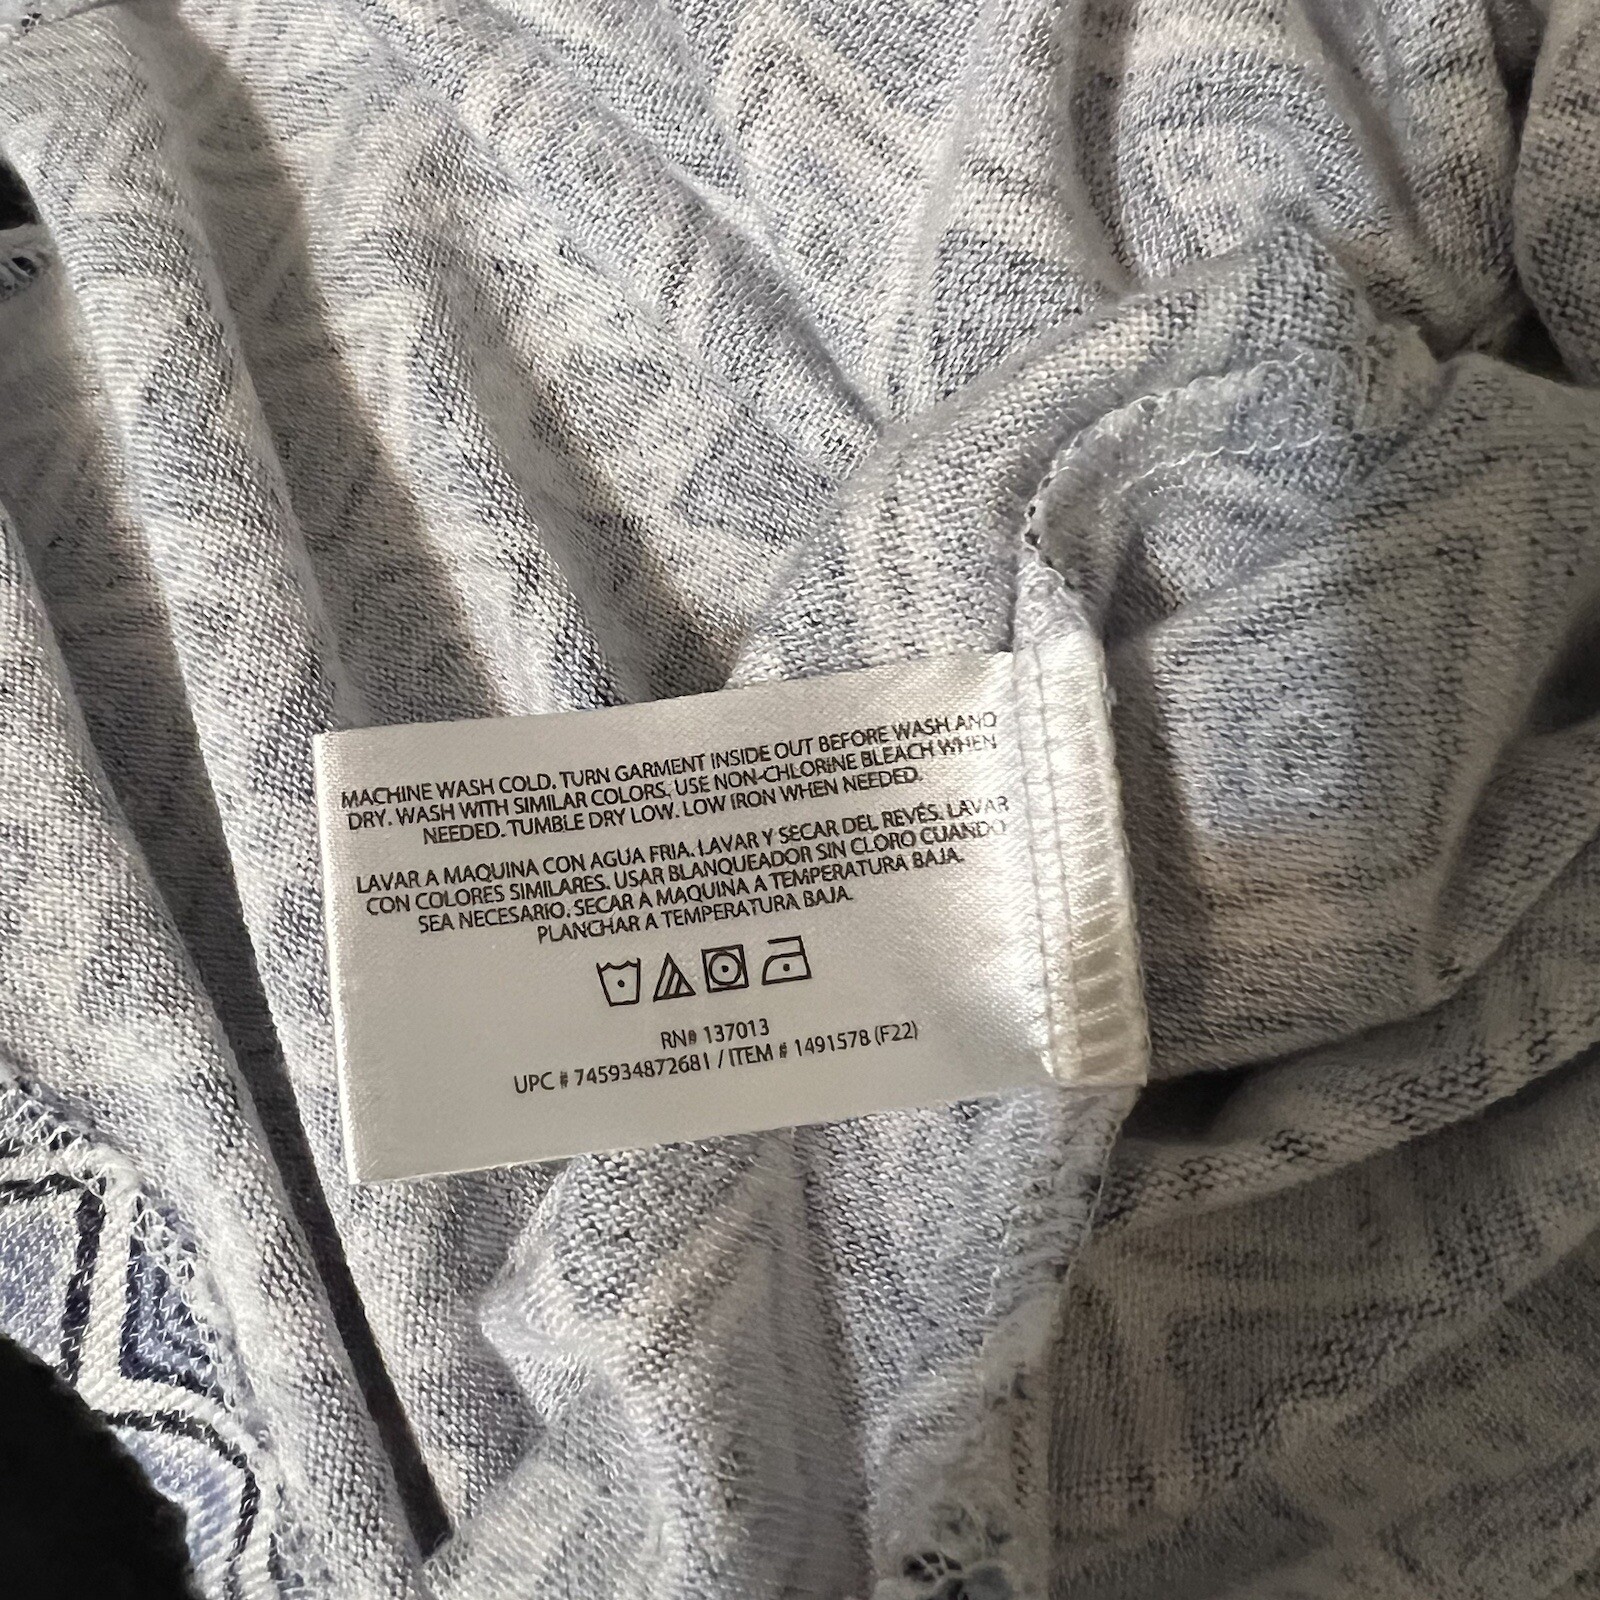 MACHINE WASH COLD. TURN GARMENT INSIDE OUT BEFORE WASH AND
DRY. WASH WITH SIMILAR COLORS. USE NON-CHLORINE BLEACH WHEN
NEEDED. TUMBLE DRY LOW. LOW IRON WHEN NEEDED.
LAVAR A MAQUINA CON AGUA FRIA. LAVAR Y SECAR DEL REVÉS. LAVAR
CON COLORES SIMILARES. USAR BLANQUEADOR SIN CLORO CUANDO
SEA NECESARIO. SECAR A MAQUINA A TEMPERATURA BAJA.
PLANCHAR A TEMPERATURA BAJA.
RN# 137013
UPC # 745934872681 / ITEM # 1491578 (F22)